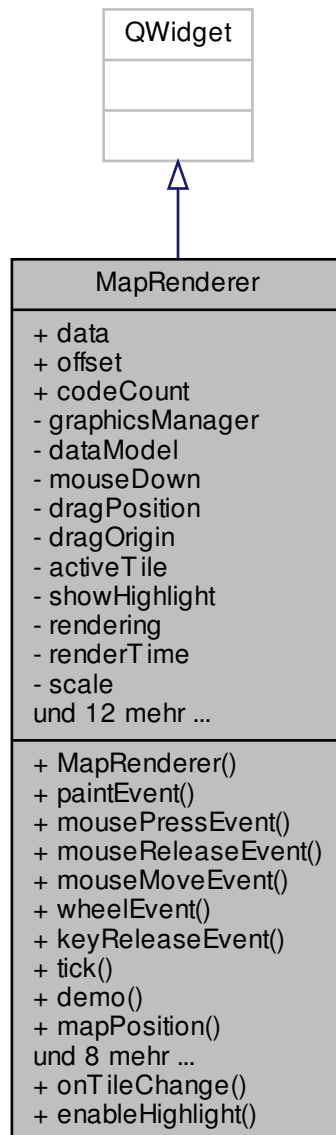 QWidget
MapRenderer
+ data
+ offset
+ codeCount
- graphicsManager
- dataModel
- mouseDown
- dragPosition
- dragOrigin
- activeTile
- showHighlight
- rendering
- renderTime
- scale
und 12 mehr ...
+ MapRenderer()
+ paintEvent()
+ mousePressEvent()
+ mouseReleaseEvent()
+ mouseMoveEvent()
+ wheelEvent()
+ keyReleaseEvent()
+ tick()
+ demo()
+ mapPosition()
und 8 mehr ...
+ onTileChange()
+ enableHighlight()